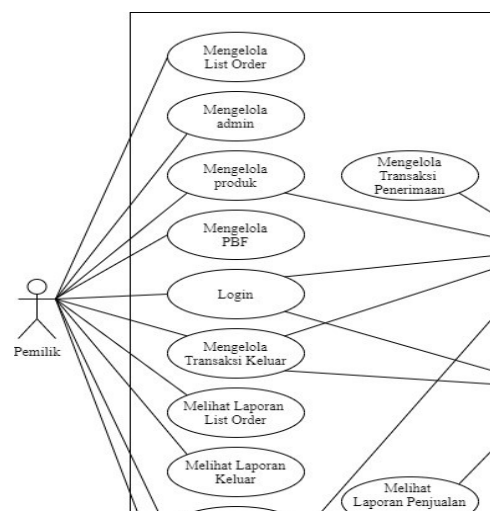 Mengelola
List Order
Mengelola
admin
Mengelola
produk
Mengelola
Transaksi
Penerimaan
Mengelola
PBF
Login
Pemilik
Mengelola
Transaksi Keluar
Melihat Laporan
List Order
Melihat Laporan
Keluar
Melihat
Laporan Penjualan